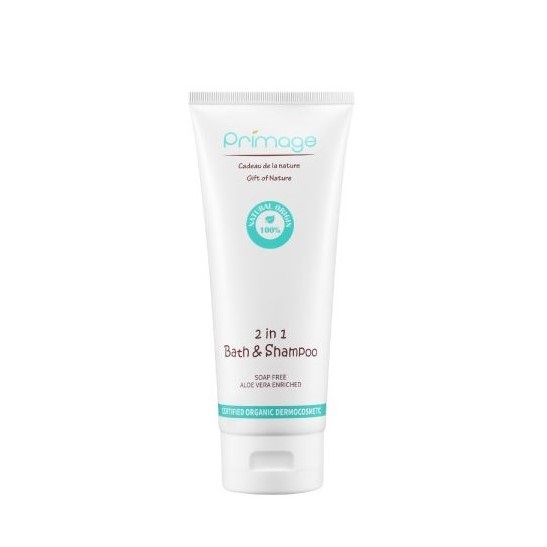 Primage
Cadeau de la nature
Gift of Nature
NATURAL ORIGIN
100%
2 in 1
Bath & Shampoo
SOAP FREE
ALOE VERA ENRICHED
CERTIFIED ORGANIC DERMOCOSMETIC